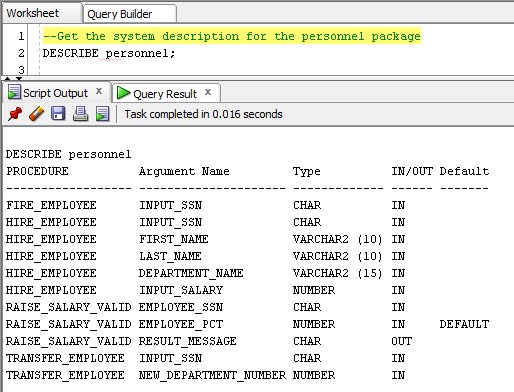 Worksheet Query Builder
1 --Get the system description for the personnel package
2 DESCRIBE personnel;
3
Script Output x Query Result x
Task completed in 0.016 seconds
DESCRIBE personnel
PROCEDURE Argument Name Type IN/OUT Default
------------------ --------------------- ------------- ------ -------
FIRE_EMPLOYEE INPUT_SSN CHAR IN
HIRE_EMPLOYEE INPUT_SSN CHAR IN
HIRE_EMPLOYEE FIRST_NAME VARCHAR2 (10) IN
HIRE_EMPLOYEE LAST_NAME VARCHAR2 (10) IN
HIRE_EMPLOYEE DEPARTMENT_NAME VARCHAR2 (15) IN
HIRE_EMPLOYEE INPUT_SALARY NUMBER IN
RAISE_SALARY_VALID EMPLOYEE_SSN CHAR IN
RAISE_SALARY_VALID EMPLOYEE_PCT NUMBER IN DEFAULT
RAISE_SALARY_VALID RESULT_MESSAGE CHAR OUT
TRANSFER_EMPLOYEE INPUT_SSN CHAR IN
TRANSFER_EMPLOYEE NEW_DEPARTMENT_NUMBER NUMBER IN